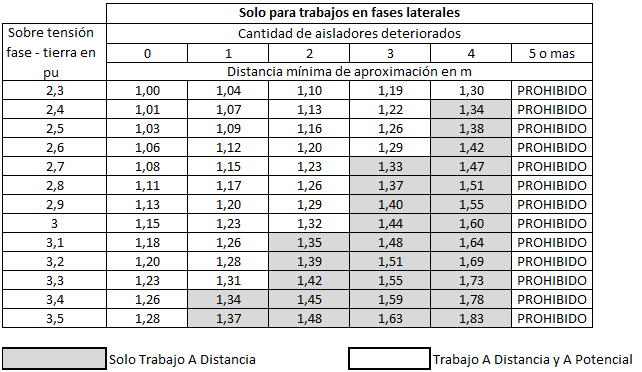 Solo para trabajos en fases laterales
Sobre tensión fase - tierra en pu
Cantidad de aisladores deteriorados
0 1 2 3 4 5 o mas
Distancia mínima de aproximación en m
2,3 1,00 1,04 1,10 1,19 1,30 PROHIBIDO
2,4 1,01 1,07 1,13 1,22 1,34 PROHIBIDO
2,5 1,03 1,09 1,16 1,26 1,38 PROHIBIDO
2,6 1,06 1,12 1,20 1,29 1,42 PROHIBIDO
2,7 1,08 1,15 1,23 1,33 1,47 PROHIBIDO
2,8 1,11 1,17 1,26 1,37 1,51 PROHIBIDO
2,9 1,13 1,20 1,29 1,40 1,55 PROHIBIDO
3 1,15 1,23 1,32 1,44 1,60 PROHIBIDO
3,1 1,18 1,26 1,35 1,48 1,64 PROHIBIDO
3,2 1,20 1,28 1,39 1,51 1,69 PROHIBIDO
3,3 1,23 1,31 1,42 1,55 1,73 PROHIBIDO
3,4 1,26 1,34 1,45 1,59 1,78 PROHIBIDO
3,5 1,28 1,37 1,48 1,63 1,83 PROHIBIDO
Solo Trabajo A Distancia
Trabajo A Distancia y A Potencial